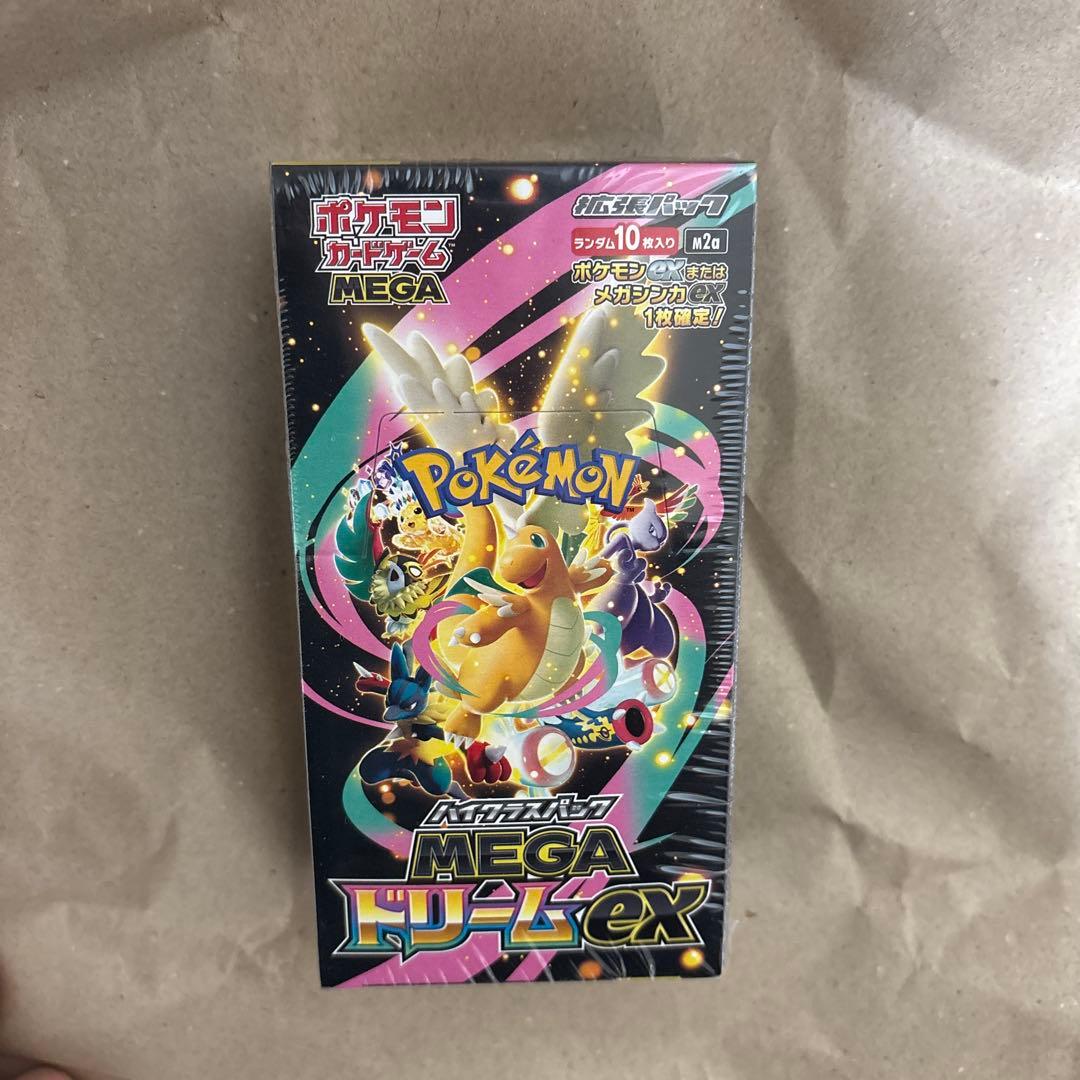 ポケモン
カードゲーム™
MEGA
拡張パック
ランダム10枚入り M2a
ポケモンexまたは
メガシンカex
1枚確定!
POKéMON™
ハイクラスパック
MEGA
ドリームex